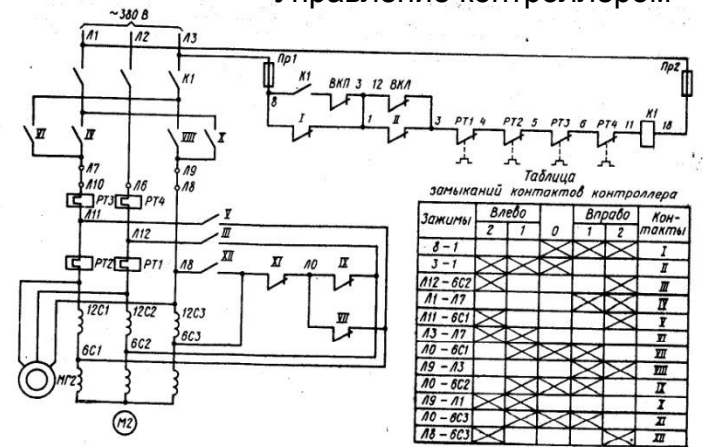 Управление контроллером
~380 В
Л1 Л2 Л3
Пр1
Пр2
К1
К1
ВКП 3 12 ВКЛ
8
VI IV VIII X
I 1 II 3 РТ1 4 РТ2 5 РТ3 6 РТ4 11 К1 18
Л7 Л9
Л10 Л6 Л8
РТ3 РТ4
Л11 V
Л12 III
XII
Л8 XI Л0 IX
РТ2 РТ1
VII
12С1 12С2 12С3
6С1 6С2 6С3
МГ2
М2
Таблица
замыканий контактов контроллера
Зажимы Влево 0 Вправо Кон-
2 1 1 2 такты
8 - 1 I
3 - 1 II
Л12 - 6С2 III
Л1 - Л7 IV
Л11 - 6С1 V
Л3 - Л7 VI
Л0 - 6С1 VII
Л9 - Л3 VIII
Л0 - 6С2 IX
Л9 - Л1 X
Л0 - 6С3 XI
Л8 - 6С3 XII